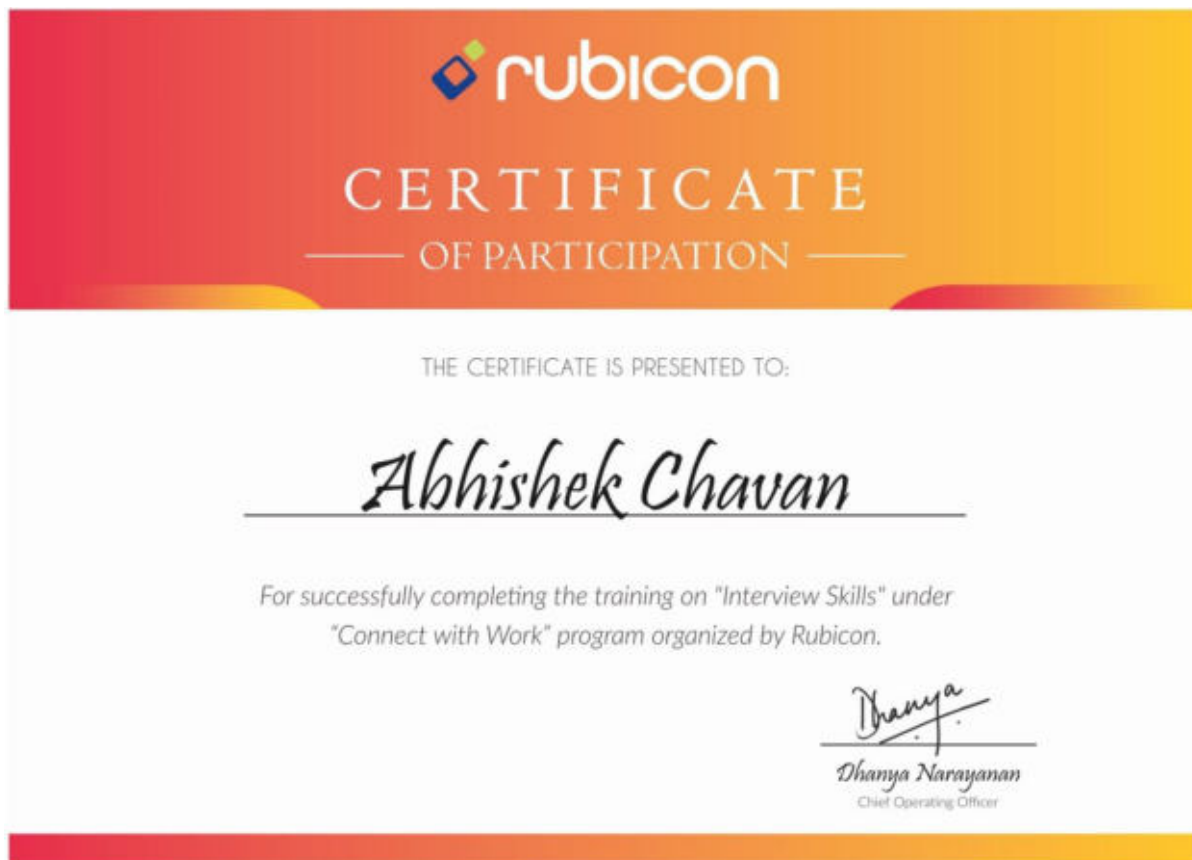 rubicon
CERTIFICATE
OF PARTICIPATION
THE CERTIFICATE IS PRESENTED TO:
Abhishek Chavan
For successfully completing the training on "Interview Skills" under
"Connect with Work" program organized by Rubicon.
Dhanya
Dhanya Narayanan
Chief Operating Officer